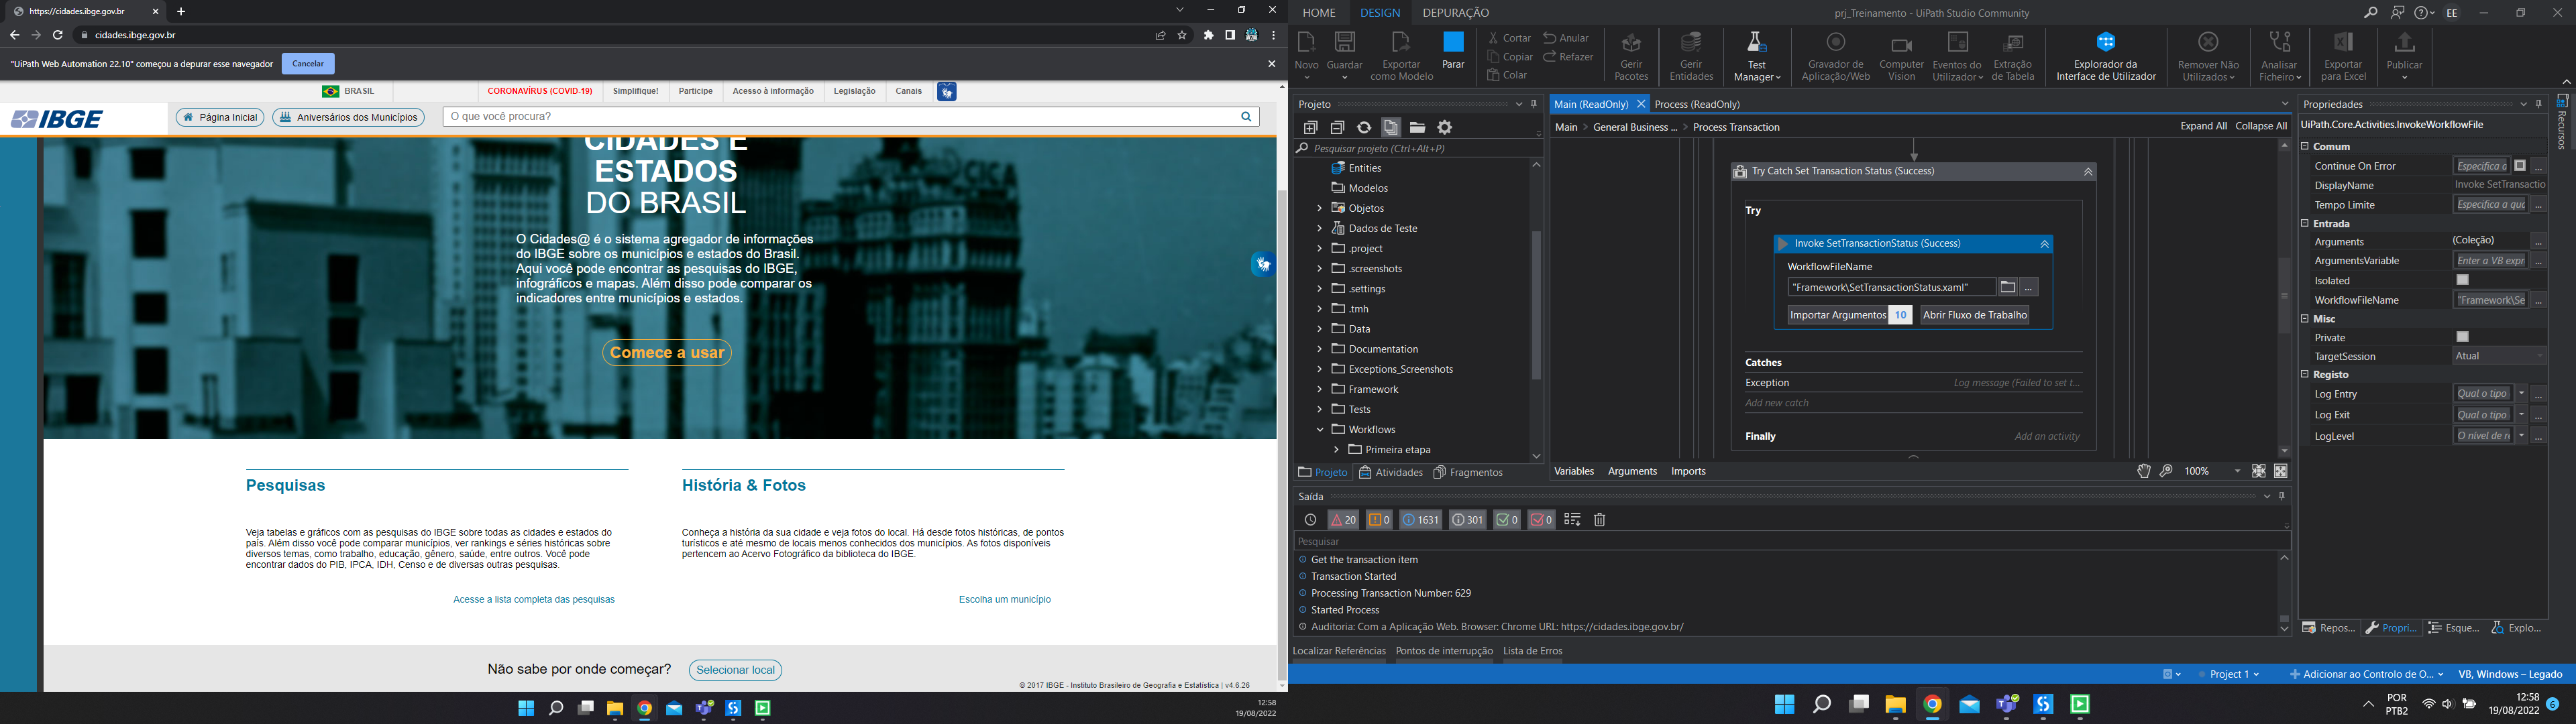 https://cidades.ibge.gov.br
cidades.ibge.gov.br
"UiPath Web Automation 22.10" começou a depurar esse navegador
Cancelar
BRASIL
CORONAVÍRUS (COVID-19)
Simplifique!
Participe
Acesso à informação
Legislação
Canais
IBGE
Página Inicial
Aniversários dos Municípios
O que você procura?
CIDADES E
ESTADOS
DO BRASIL
O Cidades@ é o sistema agregador de informações
do IBGE sobre os municípios e estados do Brasil.
Aqui você pode encontrar as pesquisas do IBGE,
infográficos e mapas. Além disso pode comparar os
indicadores entre municípios e estados.
Comece a usar
Pesquisas
Veja tabelas e gráficos com as pesquisas do IBGE sobre todas as cidades e estados do
país. Além disso você pode comparar municípios, ver rankings e séries históricas sobre
diversos temas, como trabalho, educação, gênero, saúde, entre outros. Você pode
encontrar dados do PIB, IPCA, IDH, Censo e de diversas outras pesquisas.
Acesse a lista completa das pesquisas
História & Fotos
Conheça a história da sua cidade e veja fotos do local. Há desde fotos históricas, de pontos
turísticos e até mesmo de locais menos conhecidos dos municípios. As fotos disponíveis
pertencem ao Acervo Fotográfico da biblioteca do IBGE.
Escolha um município
Não sabe por onde começar?
Selecionar local
© 2017 IBGE - Instituto Brasileiro de Geografia e Estatística | v4.6.26
12:58
19/08/2022
HOME
DESIGN
DEPURAÇÃO
prj_Treinamento - UiPath Studio Community
EE
Novo
Guardar
Exportar
como Modelo
Parar
Cortar
Copiar
Colar
Anular
Refazer
Gerir
Pacotes
Gerir
Entidades
Test
Manager
Gravador de
Aplicação/Web
Computer
Vision
Eventos do
Utilizador
Extração
de Tabela
Explorador da
Interface de Utilizador
Remover Não
Utilizados
Analisar
Ficheiro
Exportar
para Excel
Publicar
Projeto
Pesquisar projeto (Ctrl+Alt+P)
Entities
Modelos
Objetos
Dados de Teste
.project
.screenshots
.settings
.tmh
Data
Documentation
Exceptions_Screenshots
Framework
Tests
Workflows
Primeira etapa
Projeto
Atividades
Fragmentos
Main (ReadOnly)
Process (ReadOnly)
Main > General Business ... > Process Transaction
Expand All
Collapse All
Try Catch Set Transaction Status (Success)
Try
Invoke SetTransactionStatus (Success)
WorkflowFileName
"Framework\SetTransactionStatus.xaml"
...
Importar Argumentos 10
Abrir Fluxo de Trabalho
Catches
Exception
Log message (Failed to set t...
Add new catch
Finally
Add an activity
Variables
Arguments
Imports
100%
Saída
20
0
1631
301
0
0
Pesquisar
Get the transaction item
Transaction Started
Processing Transaction Number: 629
Started Process
Auditoria: Com a Aplicação Web. Browser: Chrome URL: https://cidades.ibge.gov.br/
Localizar Referências
Pontos de interrupção
Lista de Erros
Propriedades
UiPath.Core.Activities.InvokeWorkflowFile
Comum
Continue On Error
Especifica a
DisplayName
Invoke SetTransactio
Tempo Limite
Especifica a qu
Entrada
Arguments
(Coleção)
ArgumentsVariable
Enter a VB expr
Isolated
WorkflowFileName
"Framework\Se
Misc
Private
TargetSession
Atual
Registo
Log Entry
Qual o tipo
Log Exit
Qual o tipo
LogLevel
O nível de r
Recursos
Repos...
Propri...
Esque...
Explo...
Project 1
Adicionar ao Controlo de O...
VB, Windows – Legado
POR
PTB2
12:58
19/08/2022
6